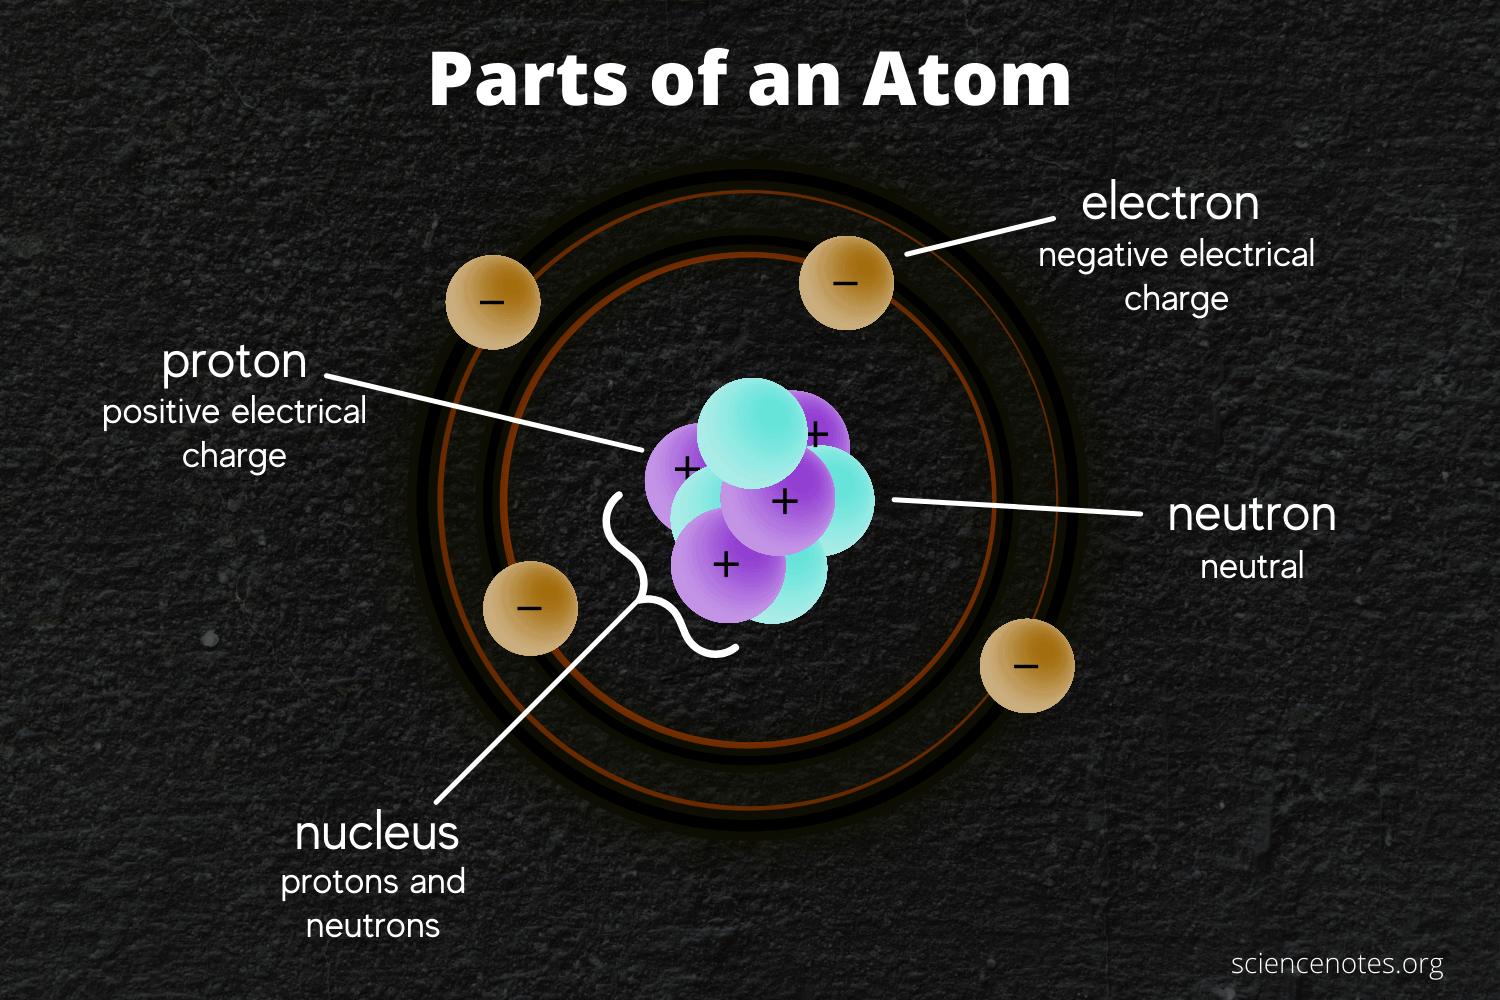 Parts of an Atom
electron
negative electrical
charge
proton
positive electrical
charge
−
−
+
+
+
+
neutron
neutral
−
−
nucleus
protons and
neutrons
sciencenotes.org